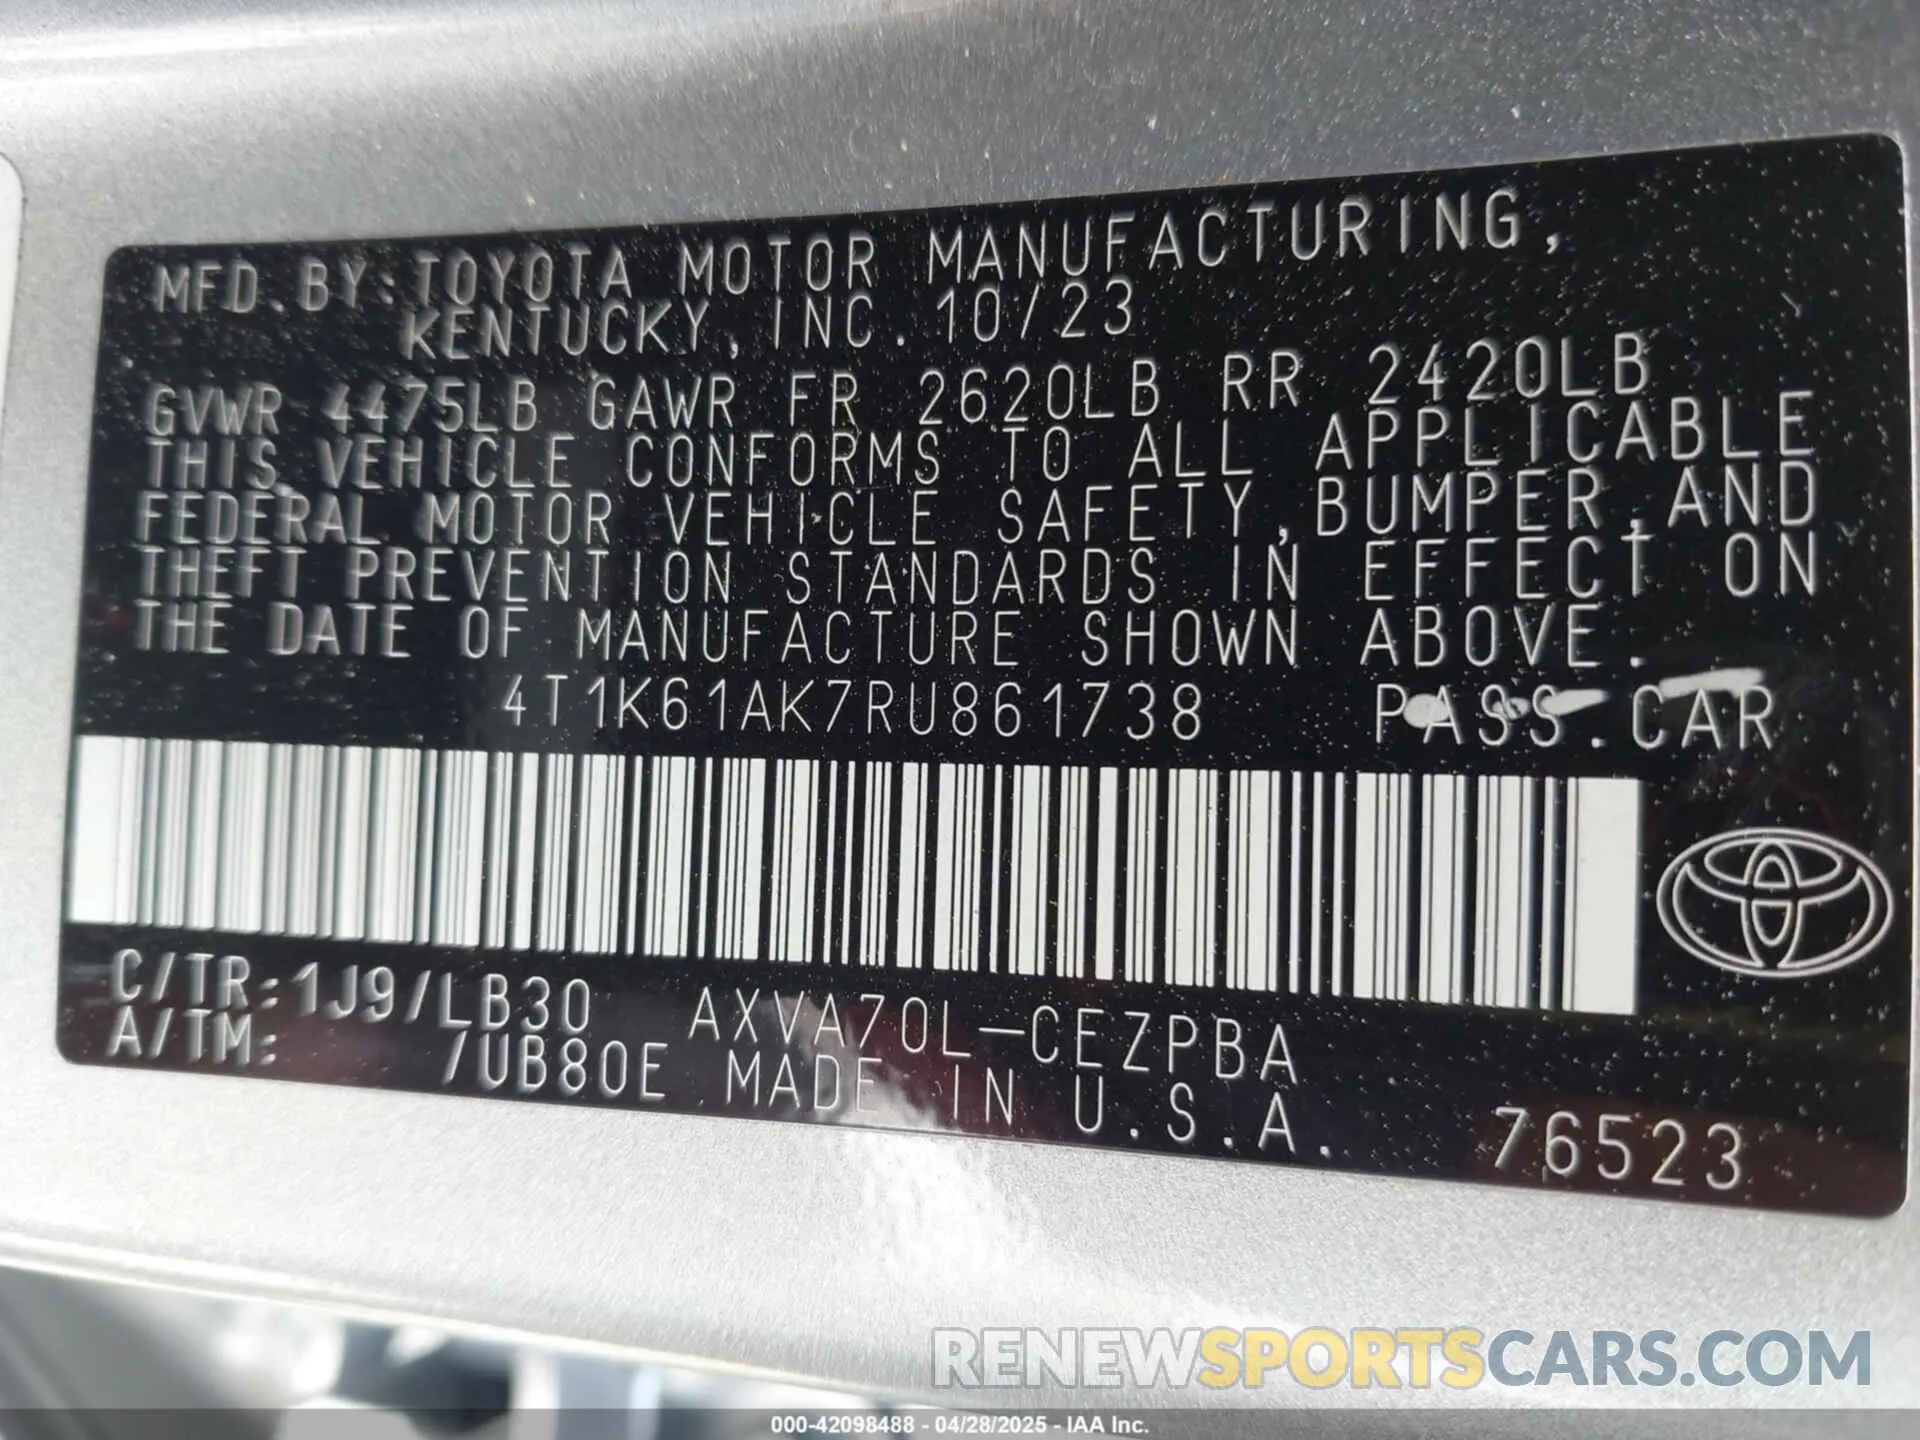 MFD. BY: TOYOTA MOTOR MANUFACTURING,
KENTUCKY, INC. 10/23
GVWR 4475LB GAWR FR 2620LB RR 2420LB
THIS VEHICLE CONFORMS TO ALL APPLICABLE
FEDERAL MOTOR VEHICLE SAFETY, BUMPER, AND
THEFT PREVENTION STANDARDS IN EFFECT ON
THE DATE OF MANUFACTURE SHOWN ABOVE.
4T1K61AK7RU861738 PASS. CAR
C/TR: 1J9/LB30 AXVA70L-CEZPBA
A/TM: /UB80E MADE IN U.S.A.
76523
RENEWSPORTSCARS.COM
000-42098488 - 04/28/2025 - IAA Inc.